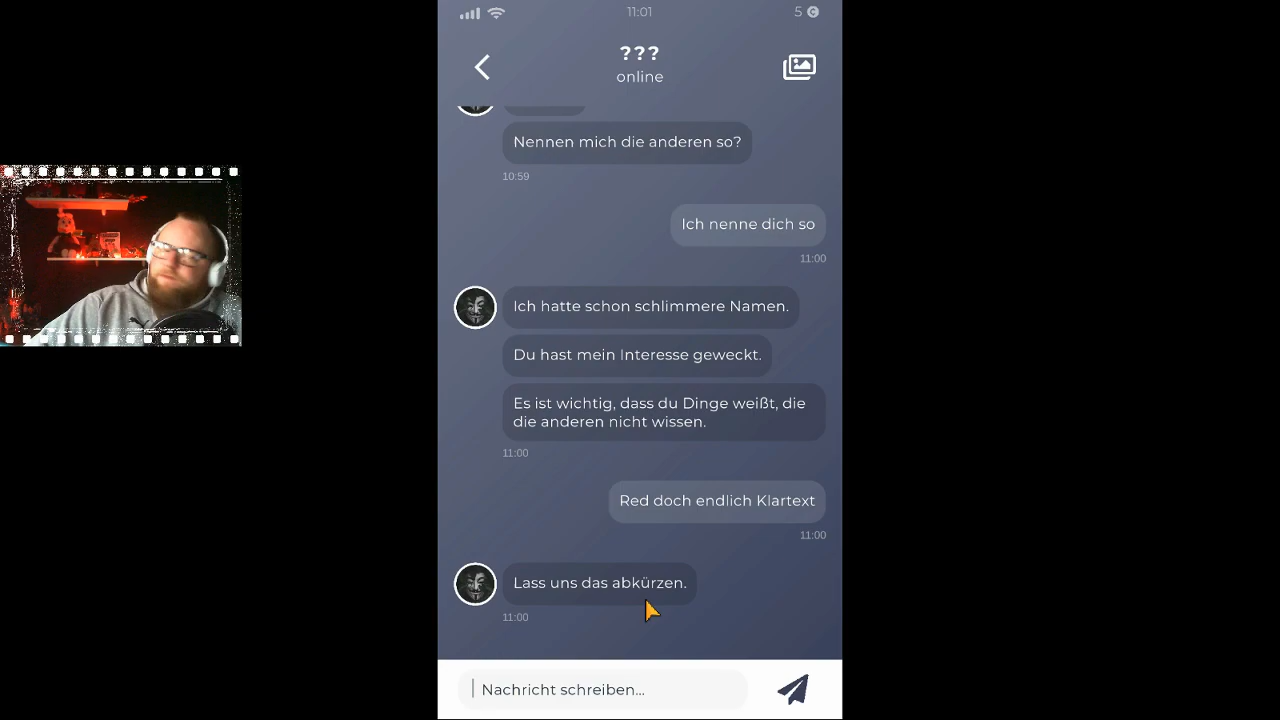 11:01
5
???
online
Nennen mich die anderen so?
10:59
Ich nenne dich so
11:00
Ich hatte schon schlimmere Namen.
Du hast mein Interesse geweckt.
Es ist wichtig, dass du Dinge weißt, die
die anderen nicht wissen.
11:00
Red doch endlich Klartext
11:00
Lass uns das abkürzen.
11:00
Nachricht schreiben...